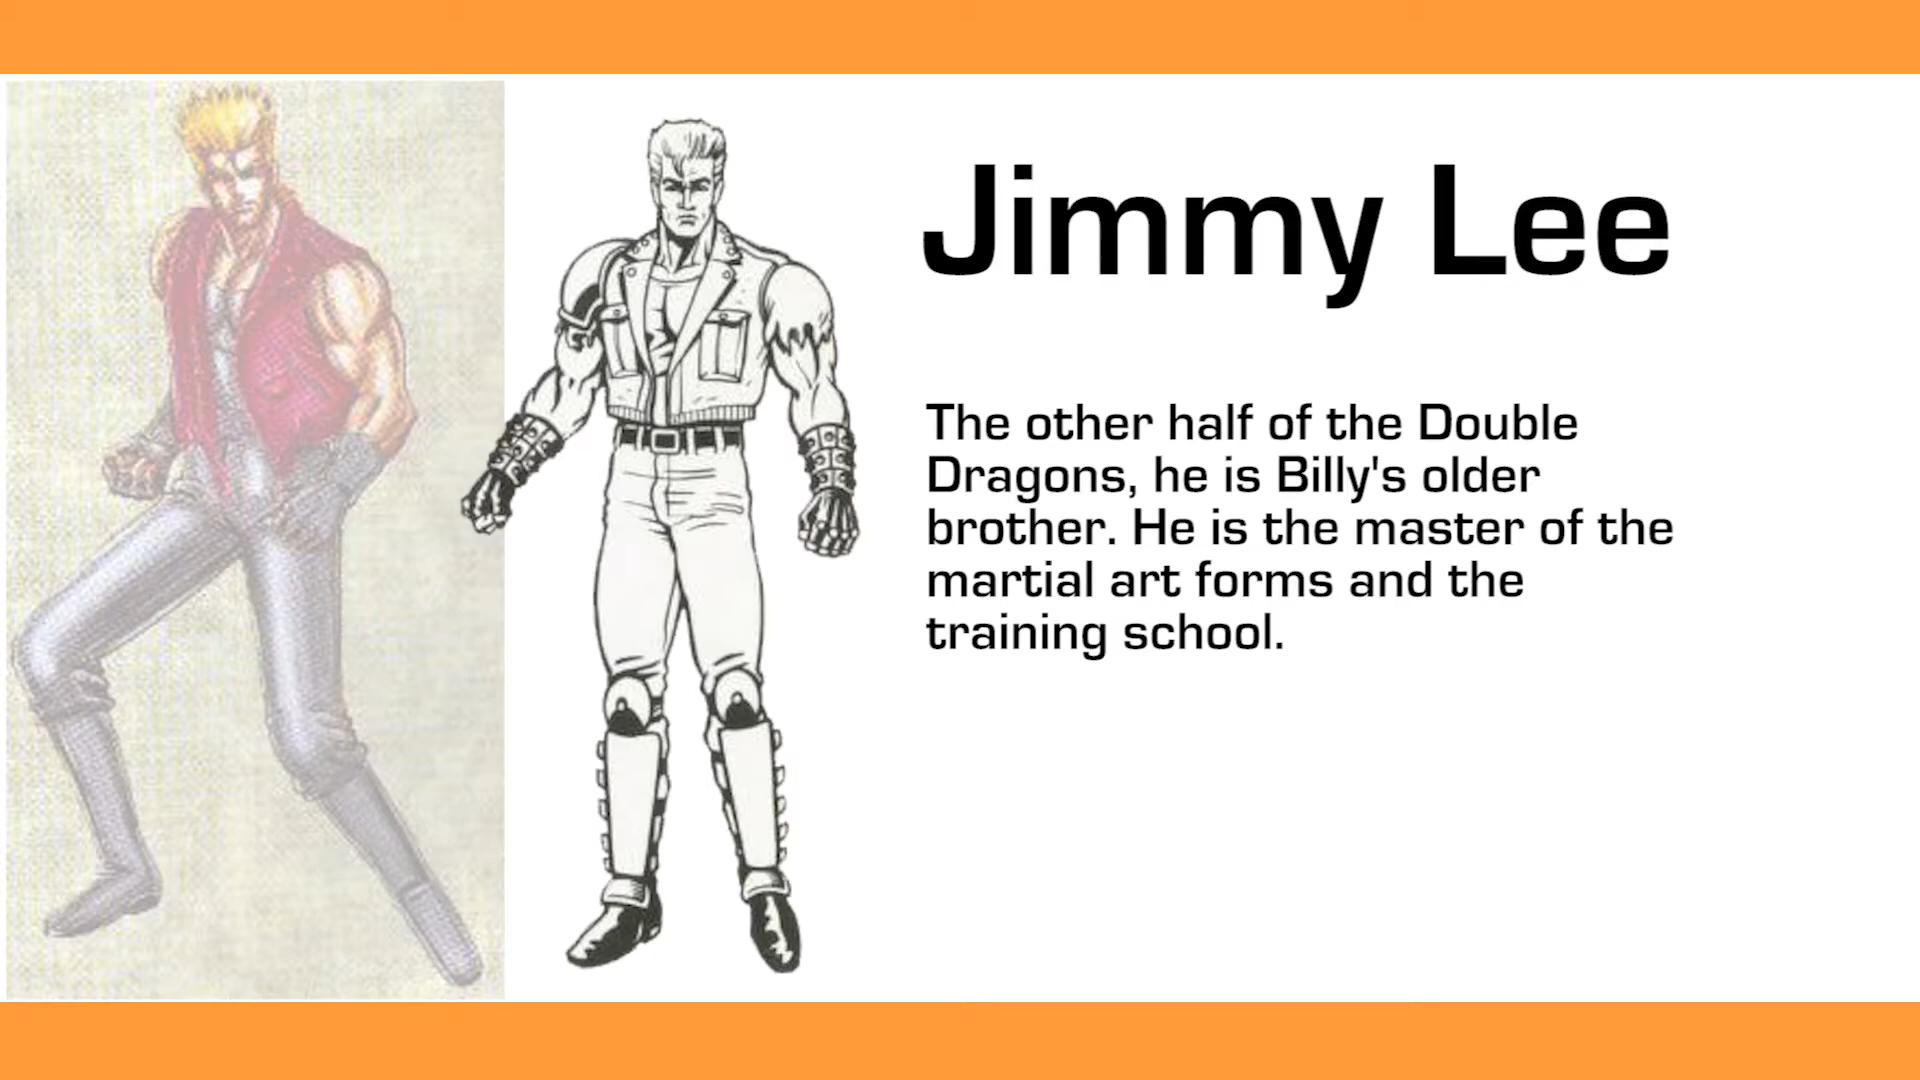 Jimmy Lee
The other half of the Double
Dragons, he is Billy's older
brother. He is the master of the
martial art forms and the
training school.